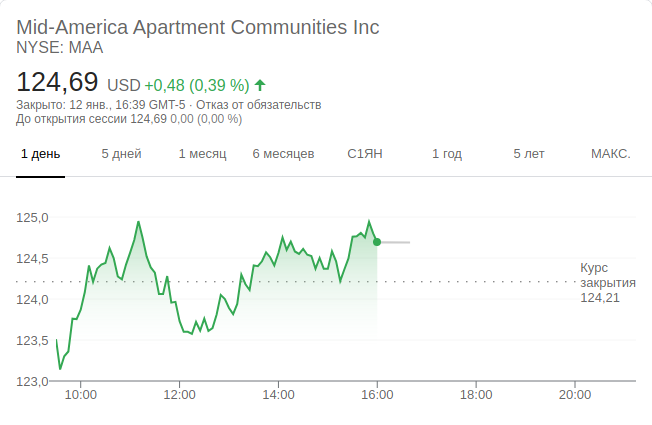 Mid-America Apartment Communities Inc
NYSE: MAA
124,69 USD +0,48 (0,39 %)
Закрыто: 12 янв., 16:39 GMT-5 · Отказ от обязательств
До открытия сессии 124,69 0,00 (0,00 %)
1 день 5 дней 1 месяц 6 месяцев С1ЯН 1 год 5 лет МАКС.
125,0
124,5
Курс
закрытия
124,21
124,0
123,5
123,0
10:00 12:00 14:00 16:00 18:00 20:00